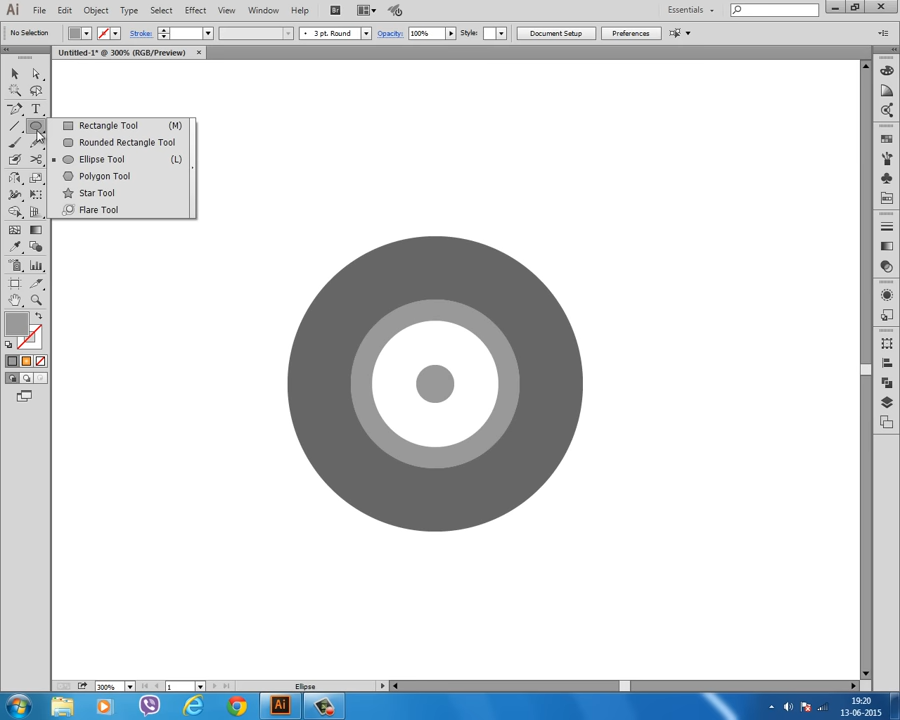 Ai File Edit Object Type Select Effect View Window Help Br Essentials
No Selection Stroke: 3 pt. Round Opacity: 100% Style: Document Setup Preferences
Untitled-1* @ 300% (RGB/Preview) ×
T
Rectangle Tool (M)
Rounded Rectangle Tool
Ellipse Tool (L)
Polygon Tool
Star Tool
Flare Tool
300% 1 Ellipse
Ai 19:20
13-06-2015